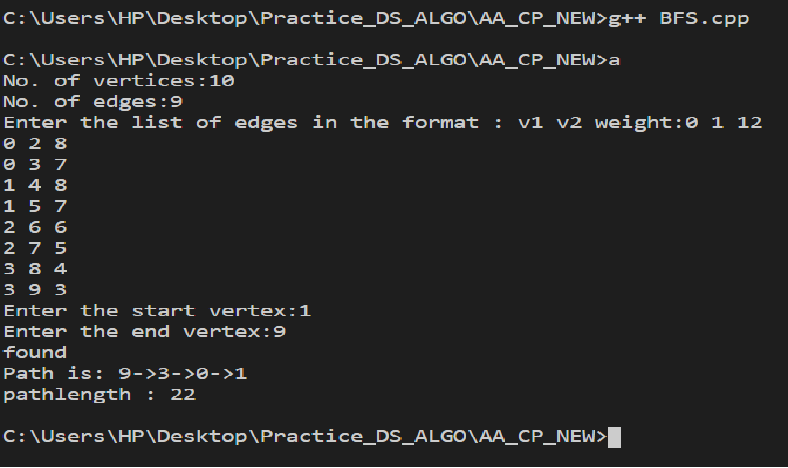 C:\Users\HP\Desktop\Practice_DS_ALGO\AA_CP_NEW>g++ BFS.cpp
C:\Users\HP\Desktop\Practice_DS_ALGO\AA_CP_NEW>a
No. of vertices:10
No. of edges:9
Enter the list of edges in the format : v1 v2 weight:0 1 12
0 2 8
0 3 7
1 4 8
1 5 7
2 6 6
2 7 5
3 8 4
3 9 3
Enter the start vertex:1
Enter the end vertex:9
found
Path is: 9->3->0->1
pathlength : 22
C:\Users\HP\Desktop\Practice_DS_ALGO\AA_CP_NEW>